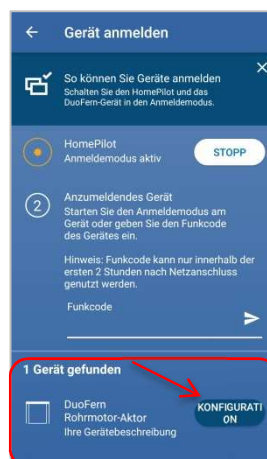 Gerät anmelden
So können Sie Geräte anmelden
Schalten Sie den HomePilot und das
DuoFern-Gerät in den Anmeldemodus.
HomePilot
Anmeldemodus aktiv
STOPP
2
Anzumeldendes Gerät
Starten Sie den Anmeldemodus am
Gerät oder geben Sie den Funkcode
des Gerätes ein.
Hinweis: Funkcode kann nur innerhalb der
ersten 2 Stunden nach Netzanschluss
genutzt werden.
Funkcode
1 Gerät gefunden
DuoFern
Rohrmotor-Aktor
Ihre Gerätebeschreibung
KONFIGURATI
ON